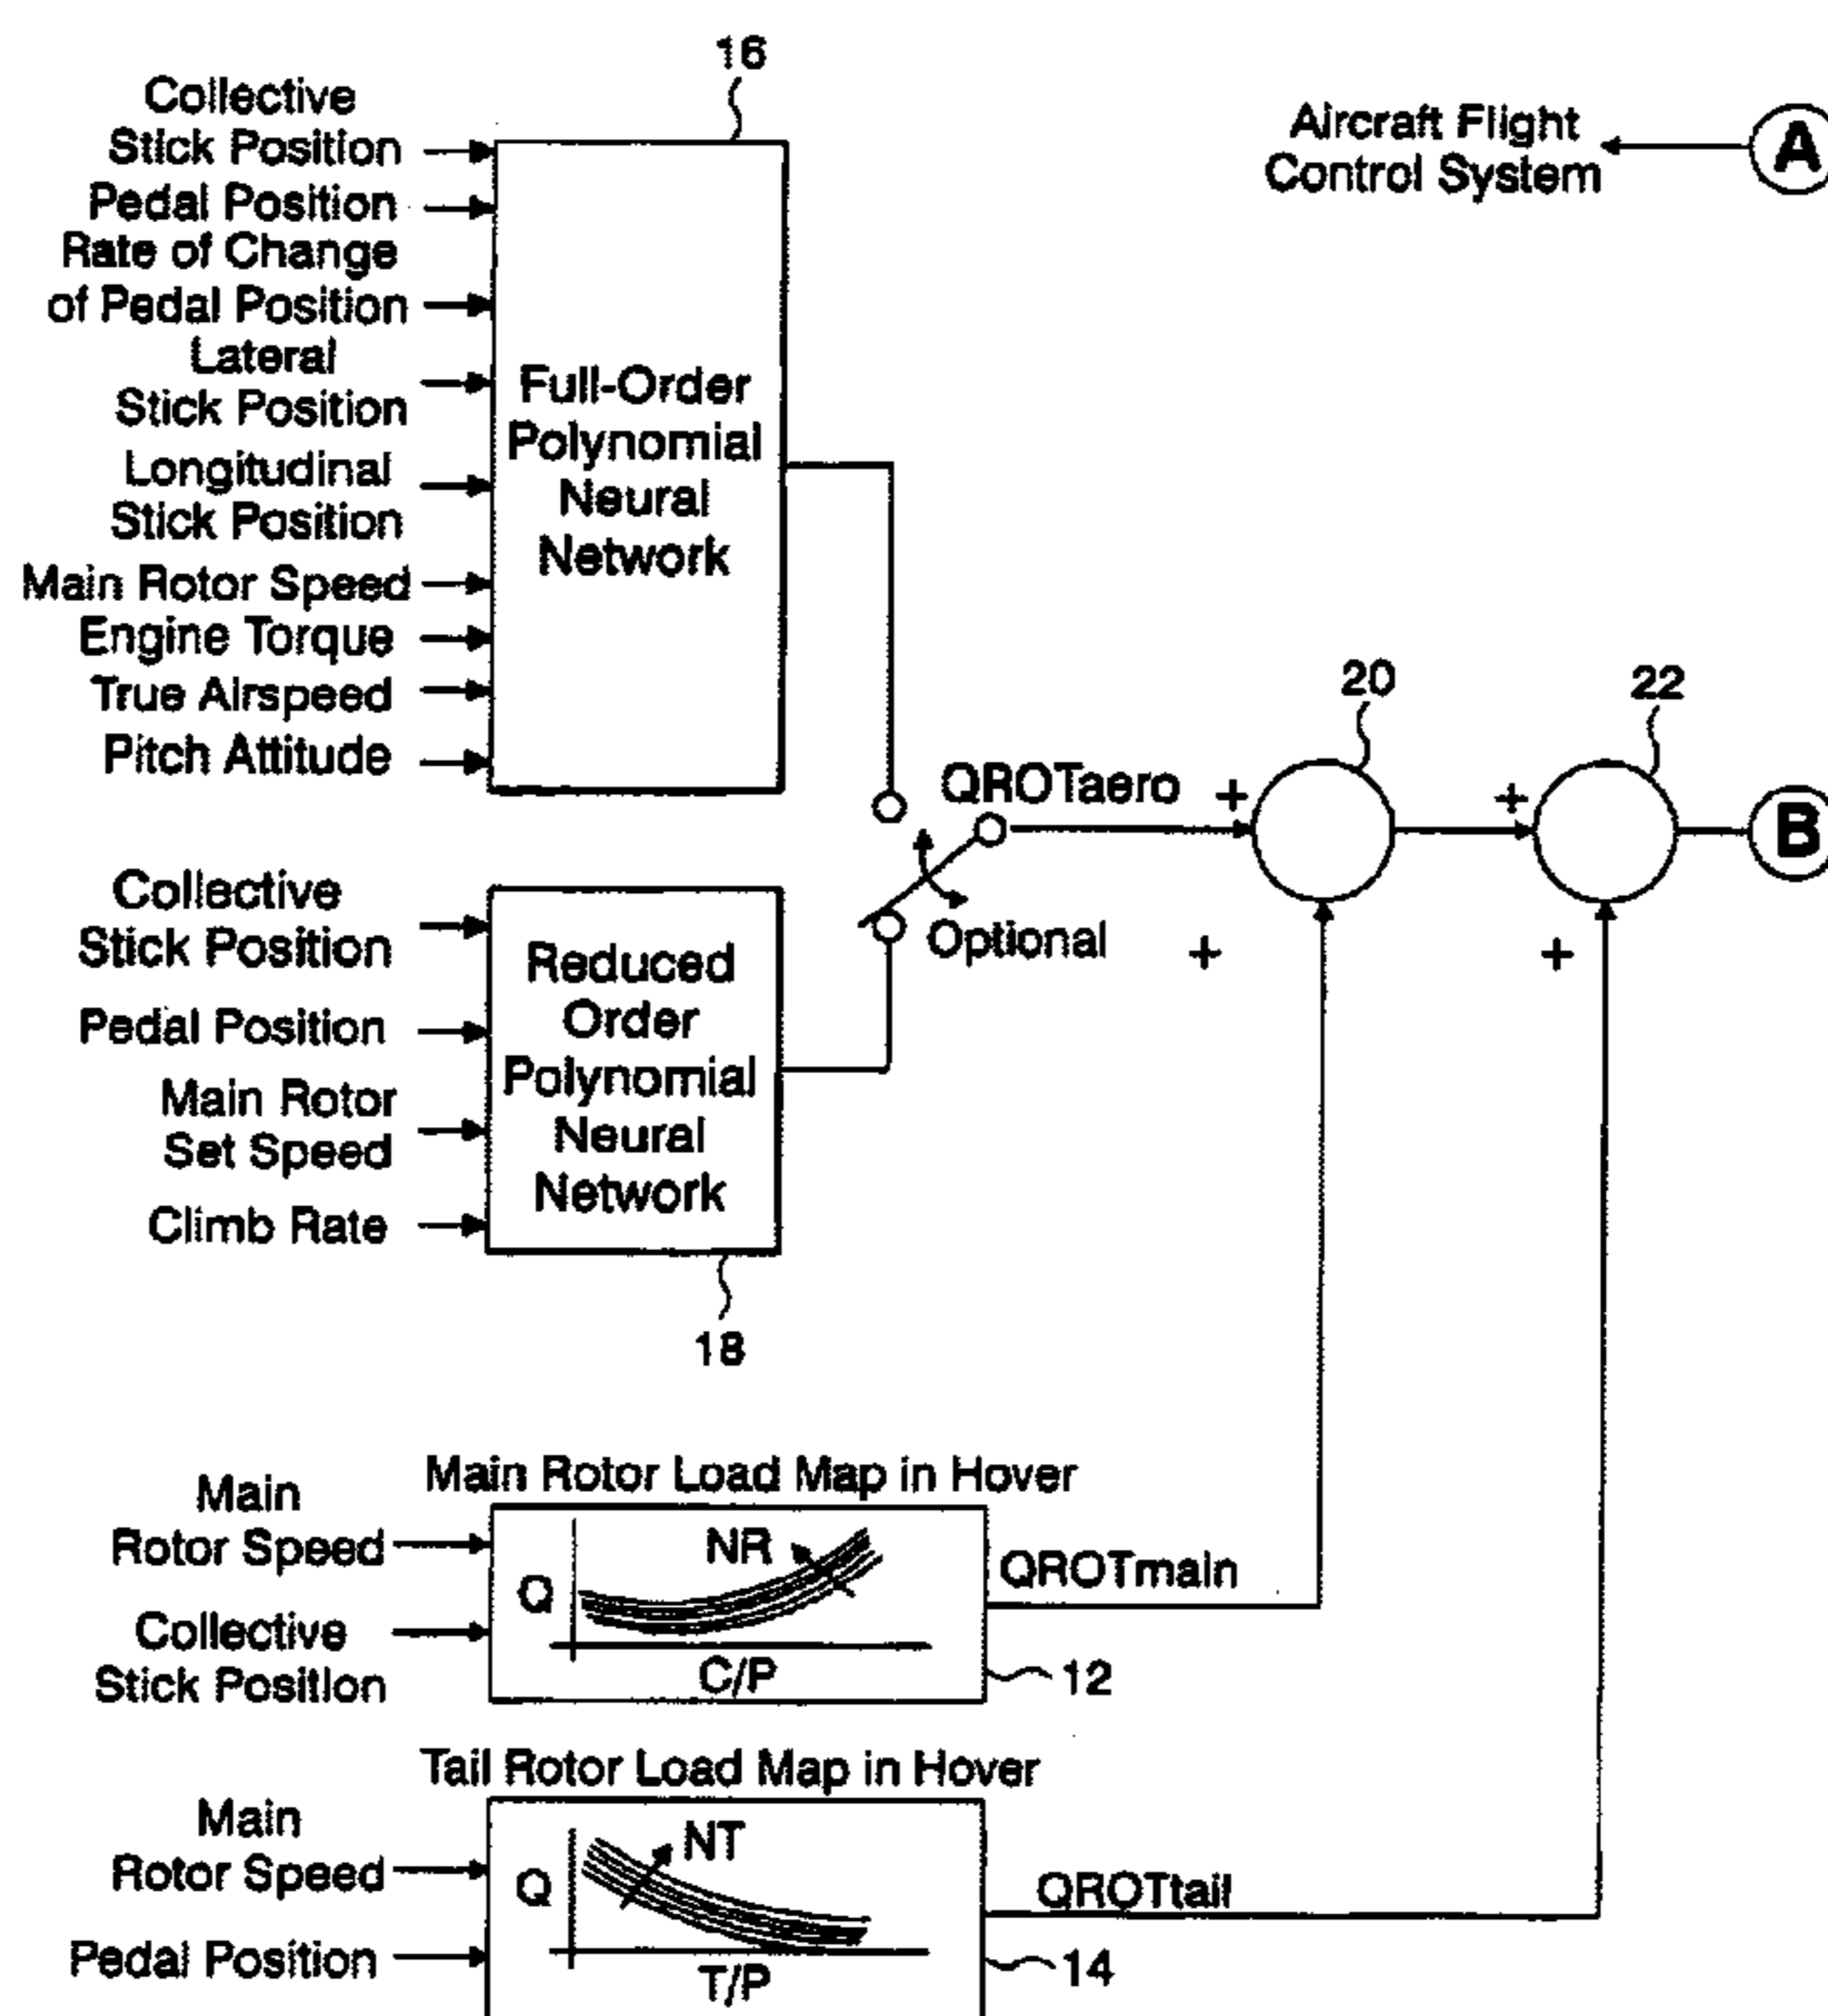 16
Collective
Stick Position
Pedal Position
Rate of Change
of Pedal Position
Lateral
Stick Position
Longitudinal
Stick Position
Main Rotor Speed
Engine Torque
True Airspeed
Pitch Attitude
Full-Order
Polynomial
Neural
Network
Aircraft Flight
Control System
A
20
22
QROTaero
+
+
B
Optional
+
+
Collective
Stick Position
Pedal Position
Main Rotor
Set Speed
Climb Rate
Reduced
Order
Polynomial
Neural
Network
18
Main Rotor Load Map in Hover
Main
Rotor Speed
Collective
Stick Position
Q
NR
C/P
QROTmain
12
Tail Rotor Load Map in Hover
Main
Rotor Speed
Pedal Position
Q
NT
T/P
QROTtail
14